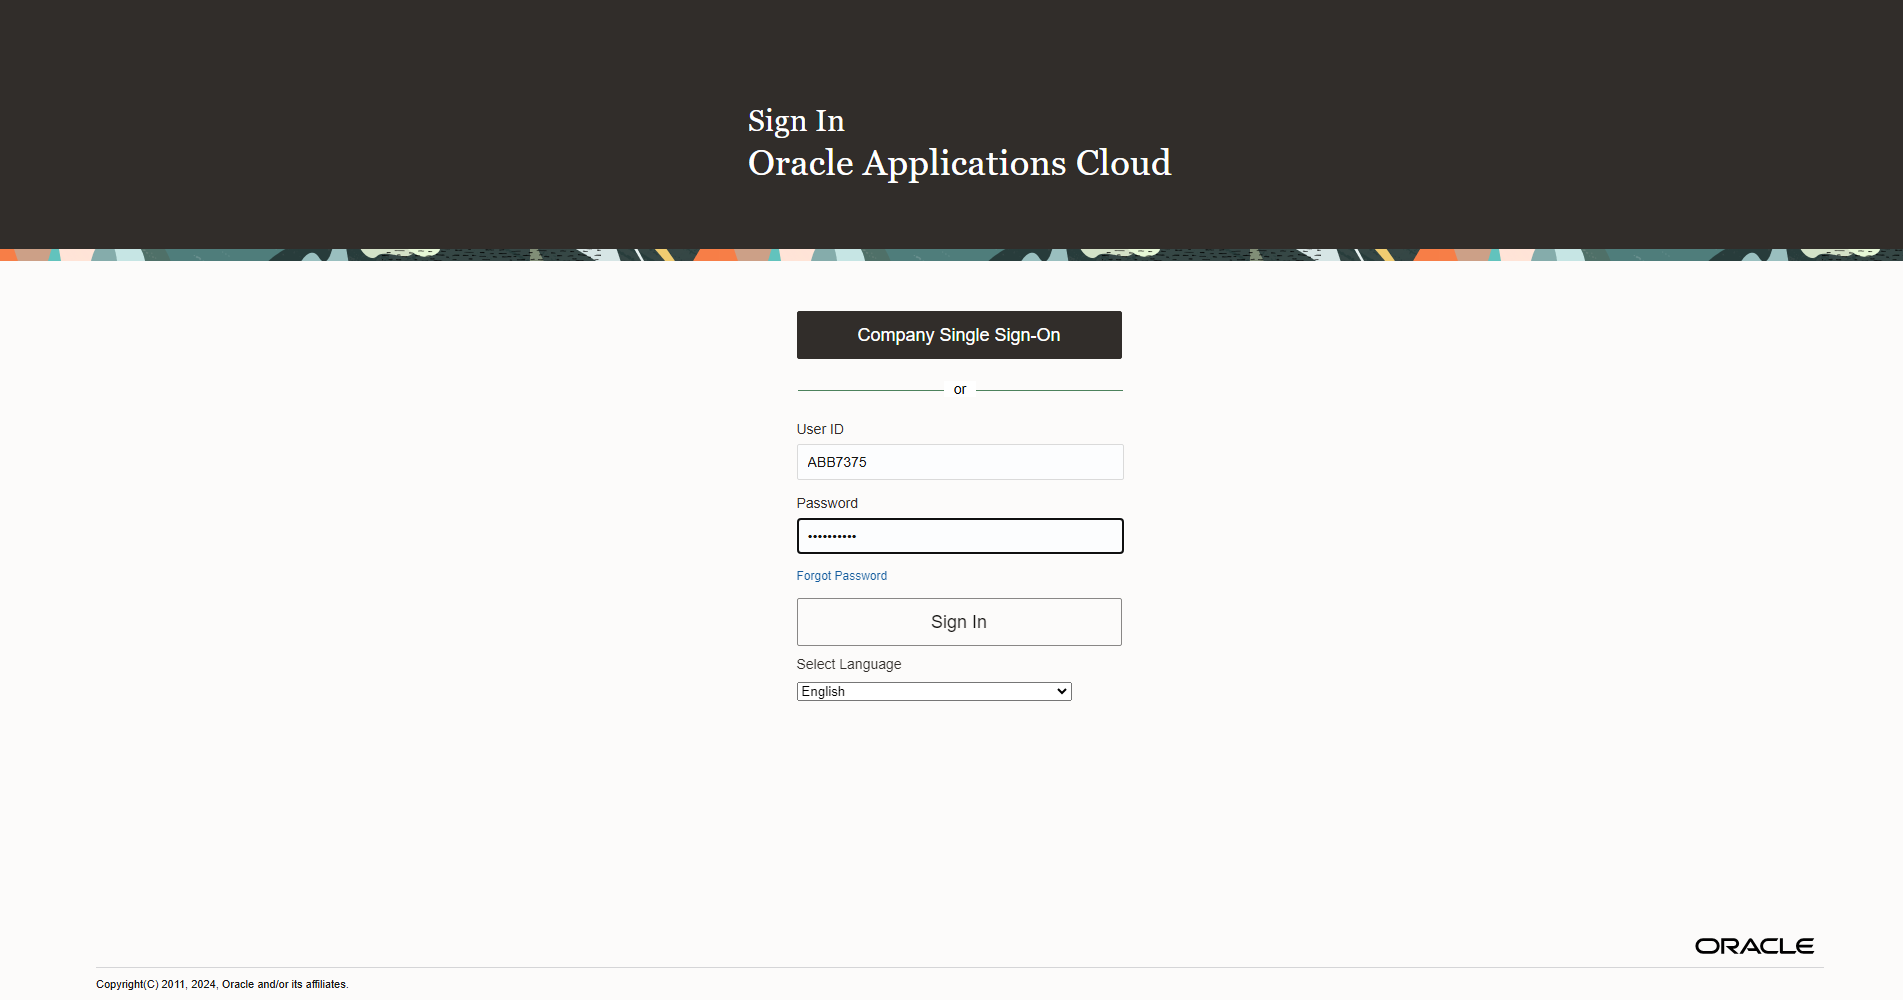 Sign In
Oracle Applications Cloud
Company Single Sign-On
or
User ID
ABB7375
Password
••••••••••
Forgot Password
Sign In
Select Language
English
ORACLE
Copyright(C) 2011, 2024, Oracle and/or its affiliates.